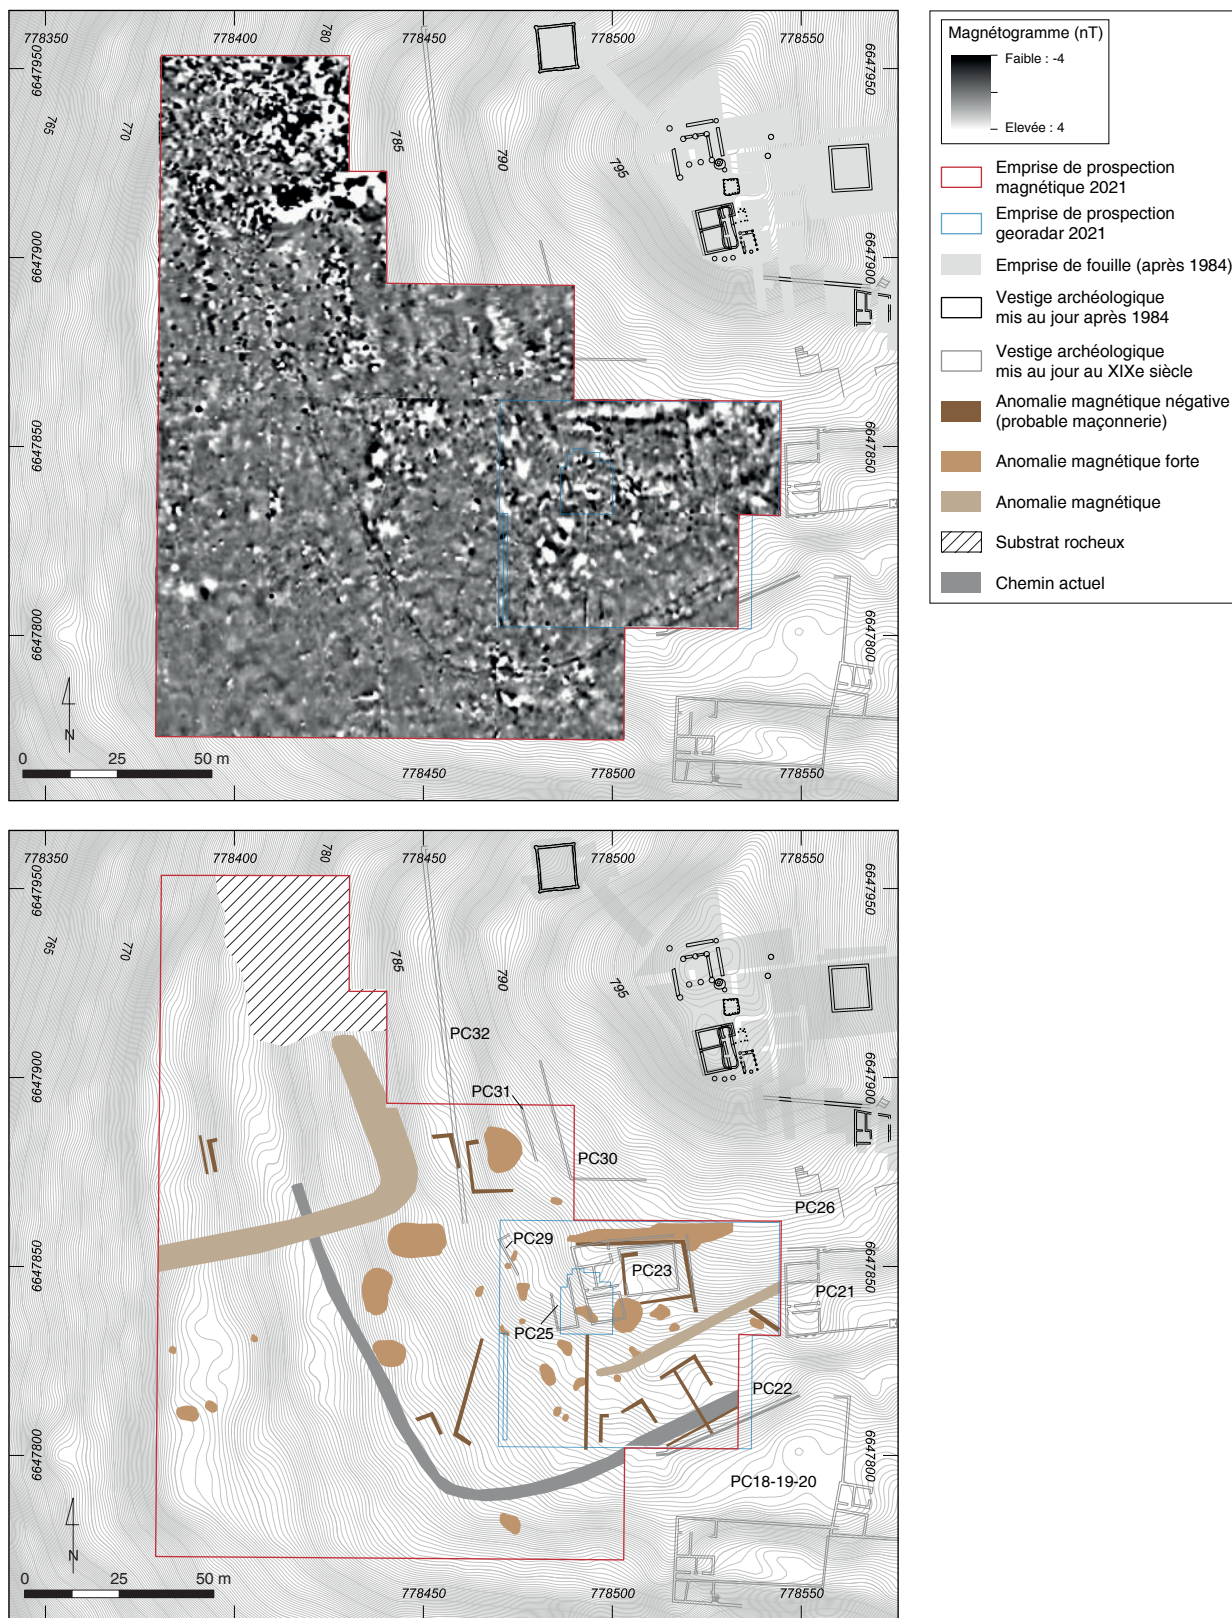 778350
778400
780
778450
778500
778550
6647950
6647950
765
770
785
790
795
6647900
6647900
6647850
6647850
6647800
6647800
N
0 25 50 m
778450
778500
778550
Magnétogramme (nT)
Faible : -4
Elevée : 4
Emprise de prospection
magnétique 2021
Emprise de prospection
georadar 2021
Emprise de fouille (après 1984)
Vestige archéologique
mis au jour après 1984
Vestige archéologique
mis au jour au XIXe siècle
Anomalie magnétique négative
(probable maçonnerie)
Anomalie magnétique forte
Anomalie magnétique
Substrat rocheux
Chemin actuel
778350
778400
780
778450
778500
778550
6647950
6647950
765
770
785
790
795
PC32
6647900
6647900
PC31
PC30
PC26
PC29
PC23
6647850
6647850
PC21
PC25
PC22
6647800
6647800
PC18-19-20
N
0 25 50 m
778450
778500
778550